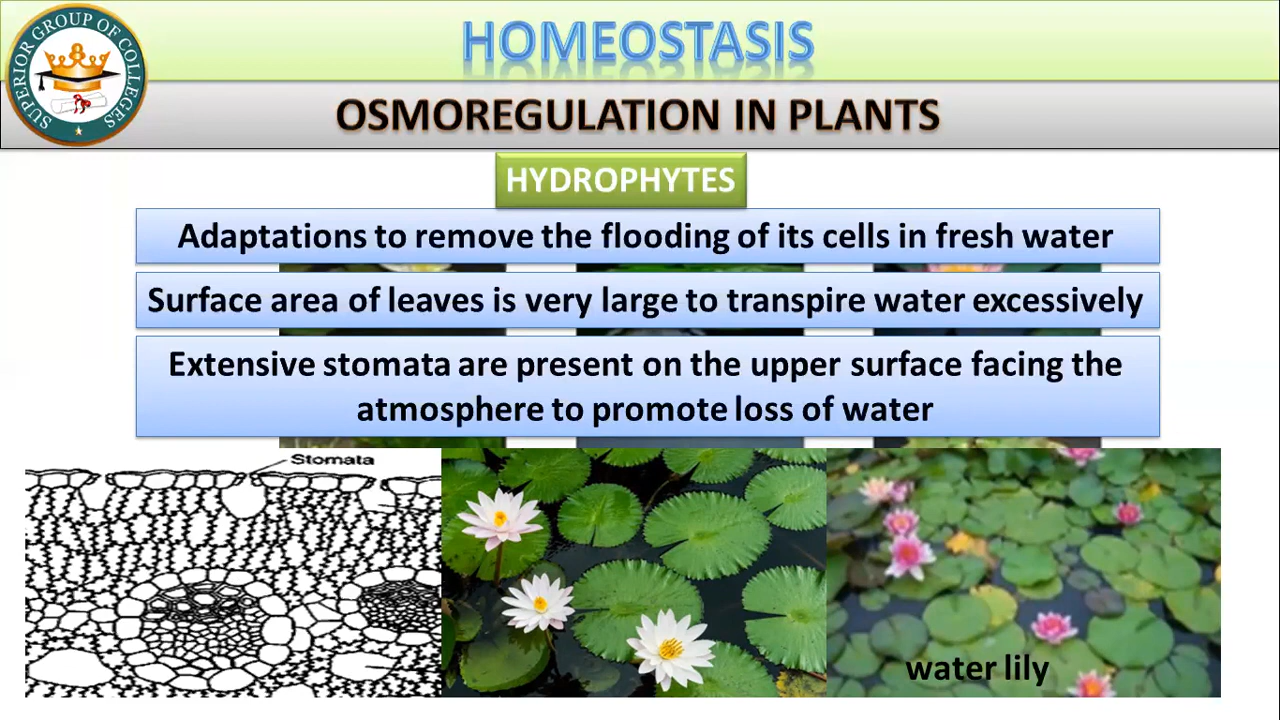 SUPERIOR GROUP OF COLLEGES
HOMEOSTASIS
OSMOREGULATION IN PLANTS
HYDROPHYTES
Adaptations to remove the flooding of its cells in fresh water
Surface area of leaves is very large to transpire water excessively
Extensive stomata are present on the upper surface facing the
atmosphere to promote loss of water
Stomata
water lily